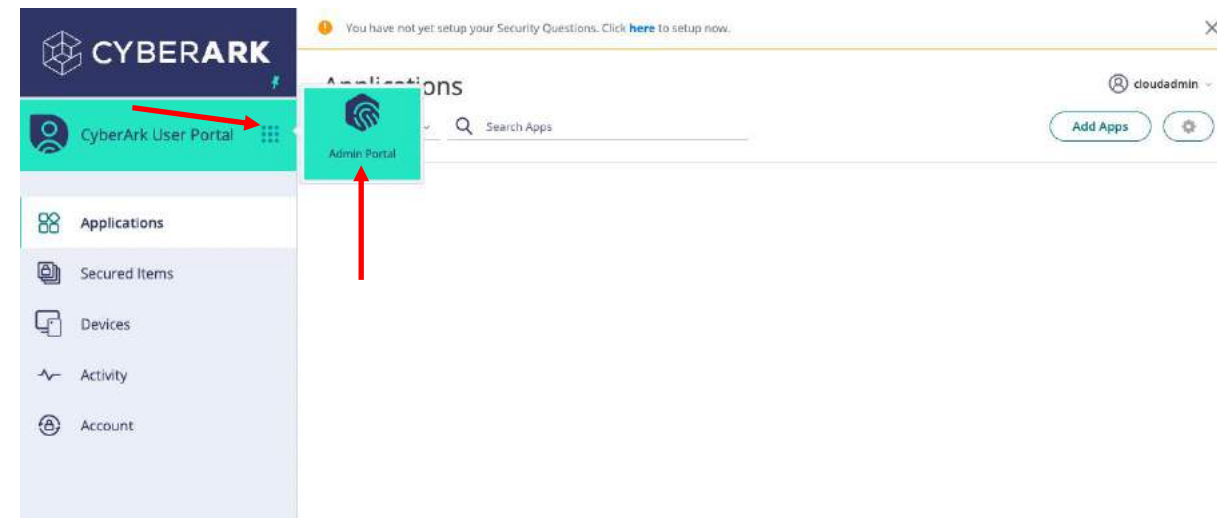 CYBERARK
You have not yet setup your Security Questions. Click here to setup now.
Applications
cloudadmin
CyberArk User Portal
Search Apps
Add Apps
Admin Portal
Applications
Secured Items
Devices
Activity
Account